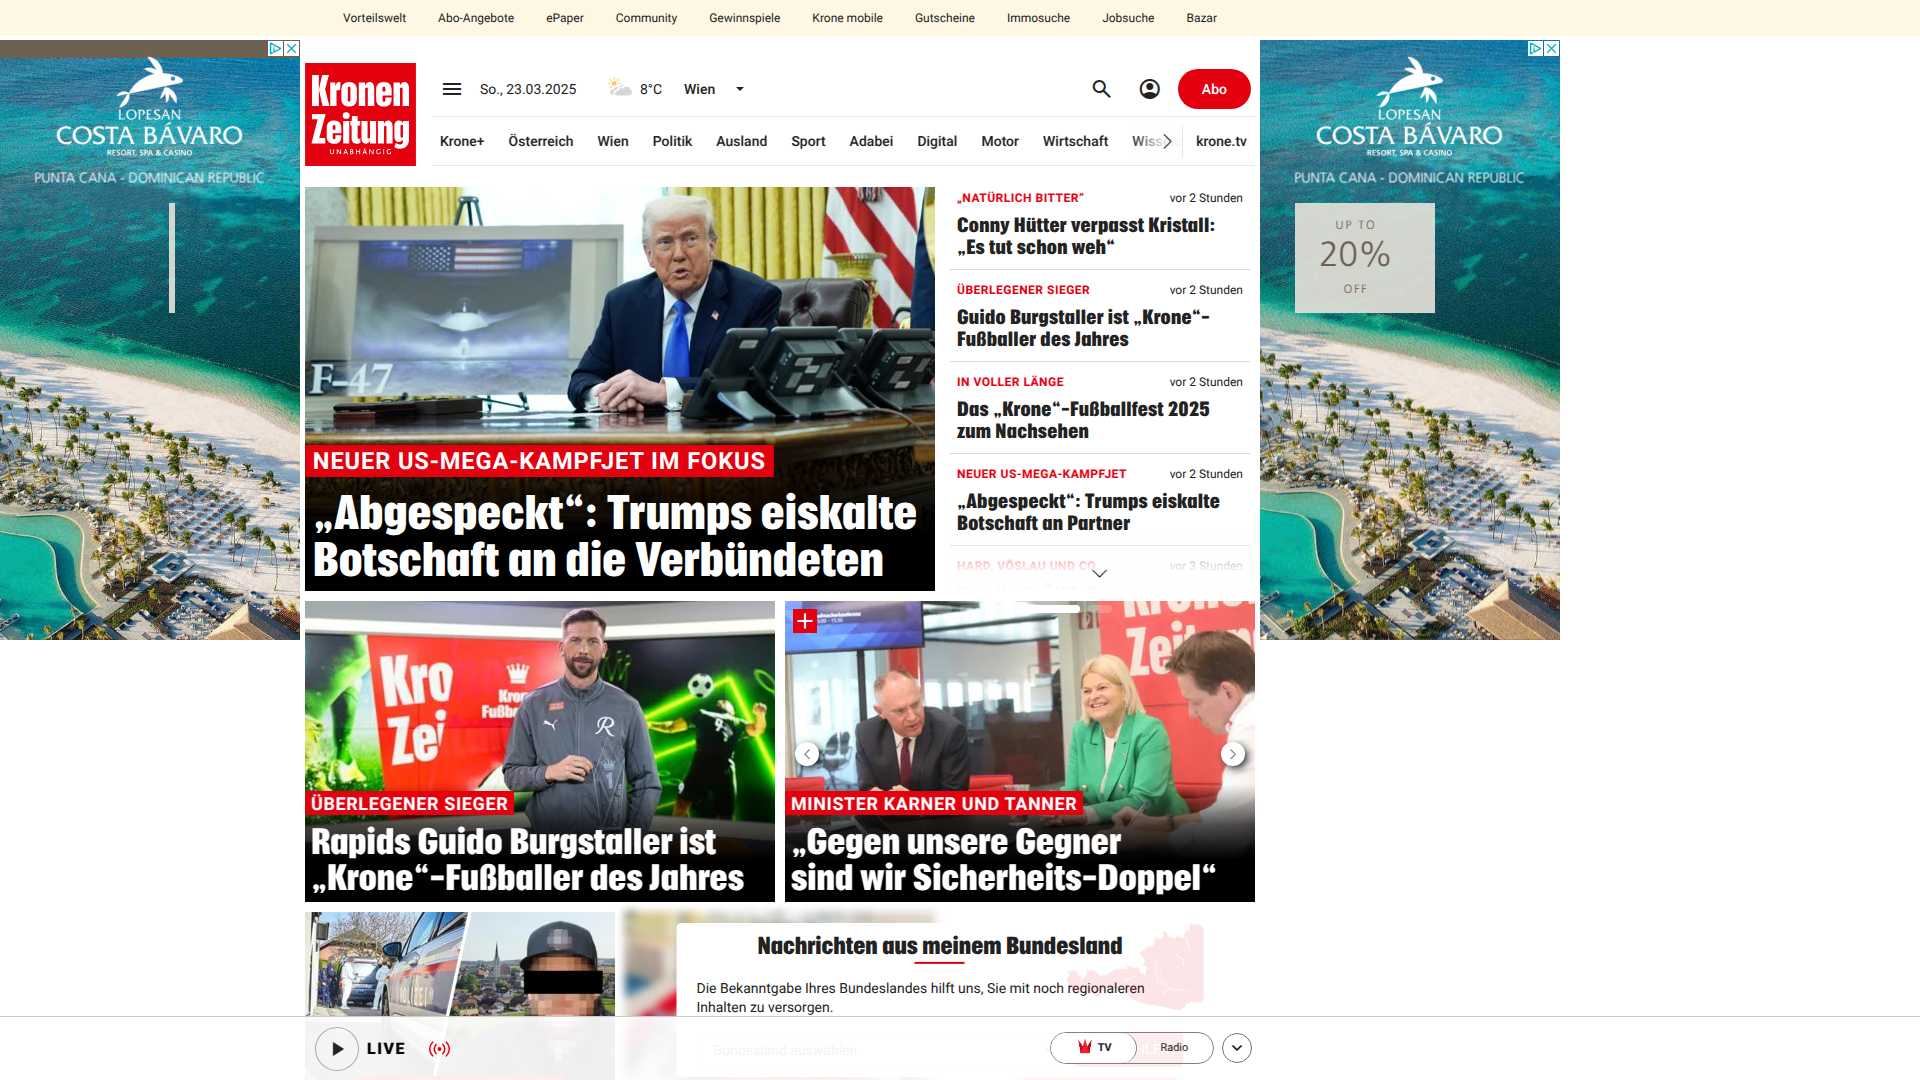 Vorteilswelt Abo-Angebote ePaper Community Gewinnspiele Krone mobile Gutscheine Immosuche Jobsuche Bazar
LOPESAN
COSTA BÁVARO
RESORT, SPA & CASINO
PUNTA CANA - DOMINICAN REPUBLIC
Kronen
Zeitung
UNABHÄNGIG
So., 23.03.2025 8°C Wien
Abo
Krone+ Österreich Wien Politik Ausland Sport Adabei Digital Motor Wirtschaft Wiss krone.tv
LOPESAN
COSTA BÁVARO
RESORT, SPA & CASINO
PUNTA CANA - DOMINICAN REPUBLIC
UP TO
20%
OFF
F-47
NEUER US-MEGA-KAMPFJET IM FOKUS
„Abgespeckt“: Trumps eiskalte
Botschaft an die Verbündeten
„NATÜRLICH BITTER“ vor 2 Stunden
Conny Hütter verpasst Kristall:
„Es tut schon weh“
ÜBERLEGENER SIEGER vor 2 Stunden
Guido Burgstaller ist „Krone“-
Fußballer des Jahres
IN VOLLER LÄNGE vor 2 Stunden
Das „Krone“-Fußballfest 2025
zum Nachsehen
NEUER US-MEGA-KAMPFJET vor 2 Stunden
„Abgespeckt“: Trumps eiskalte
Botschaft an Partner
HARD, VÖSLAU UND CO. vor 3 Stunden
Kro
Zei
Kron
Fußb
R
1
9
ÜBERLEGENER SIEGER
Rapids Guido Burgstaller ist
„Krone“-Fußballer des Jahres
Kronen
Zeitung
MINISTER KARNER UND TANNER
„Gegen unsere Gegner
sind wir Sicherheits-Doppel“
Nachrichten aus meinem Bundesland
Die Bekanntgabe Ihres Bundeslandes hilft uns, Sie mit noch regionaleren
Inhalten zu versorgen.
Bundesland auswählen
LIVE
TV Radio